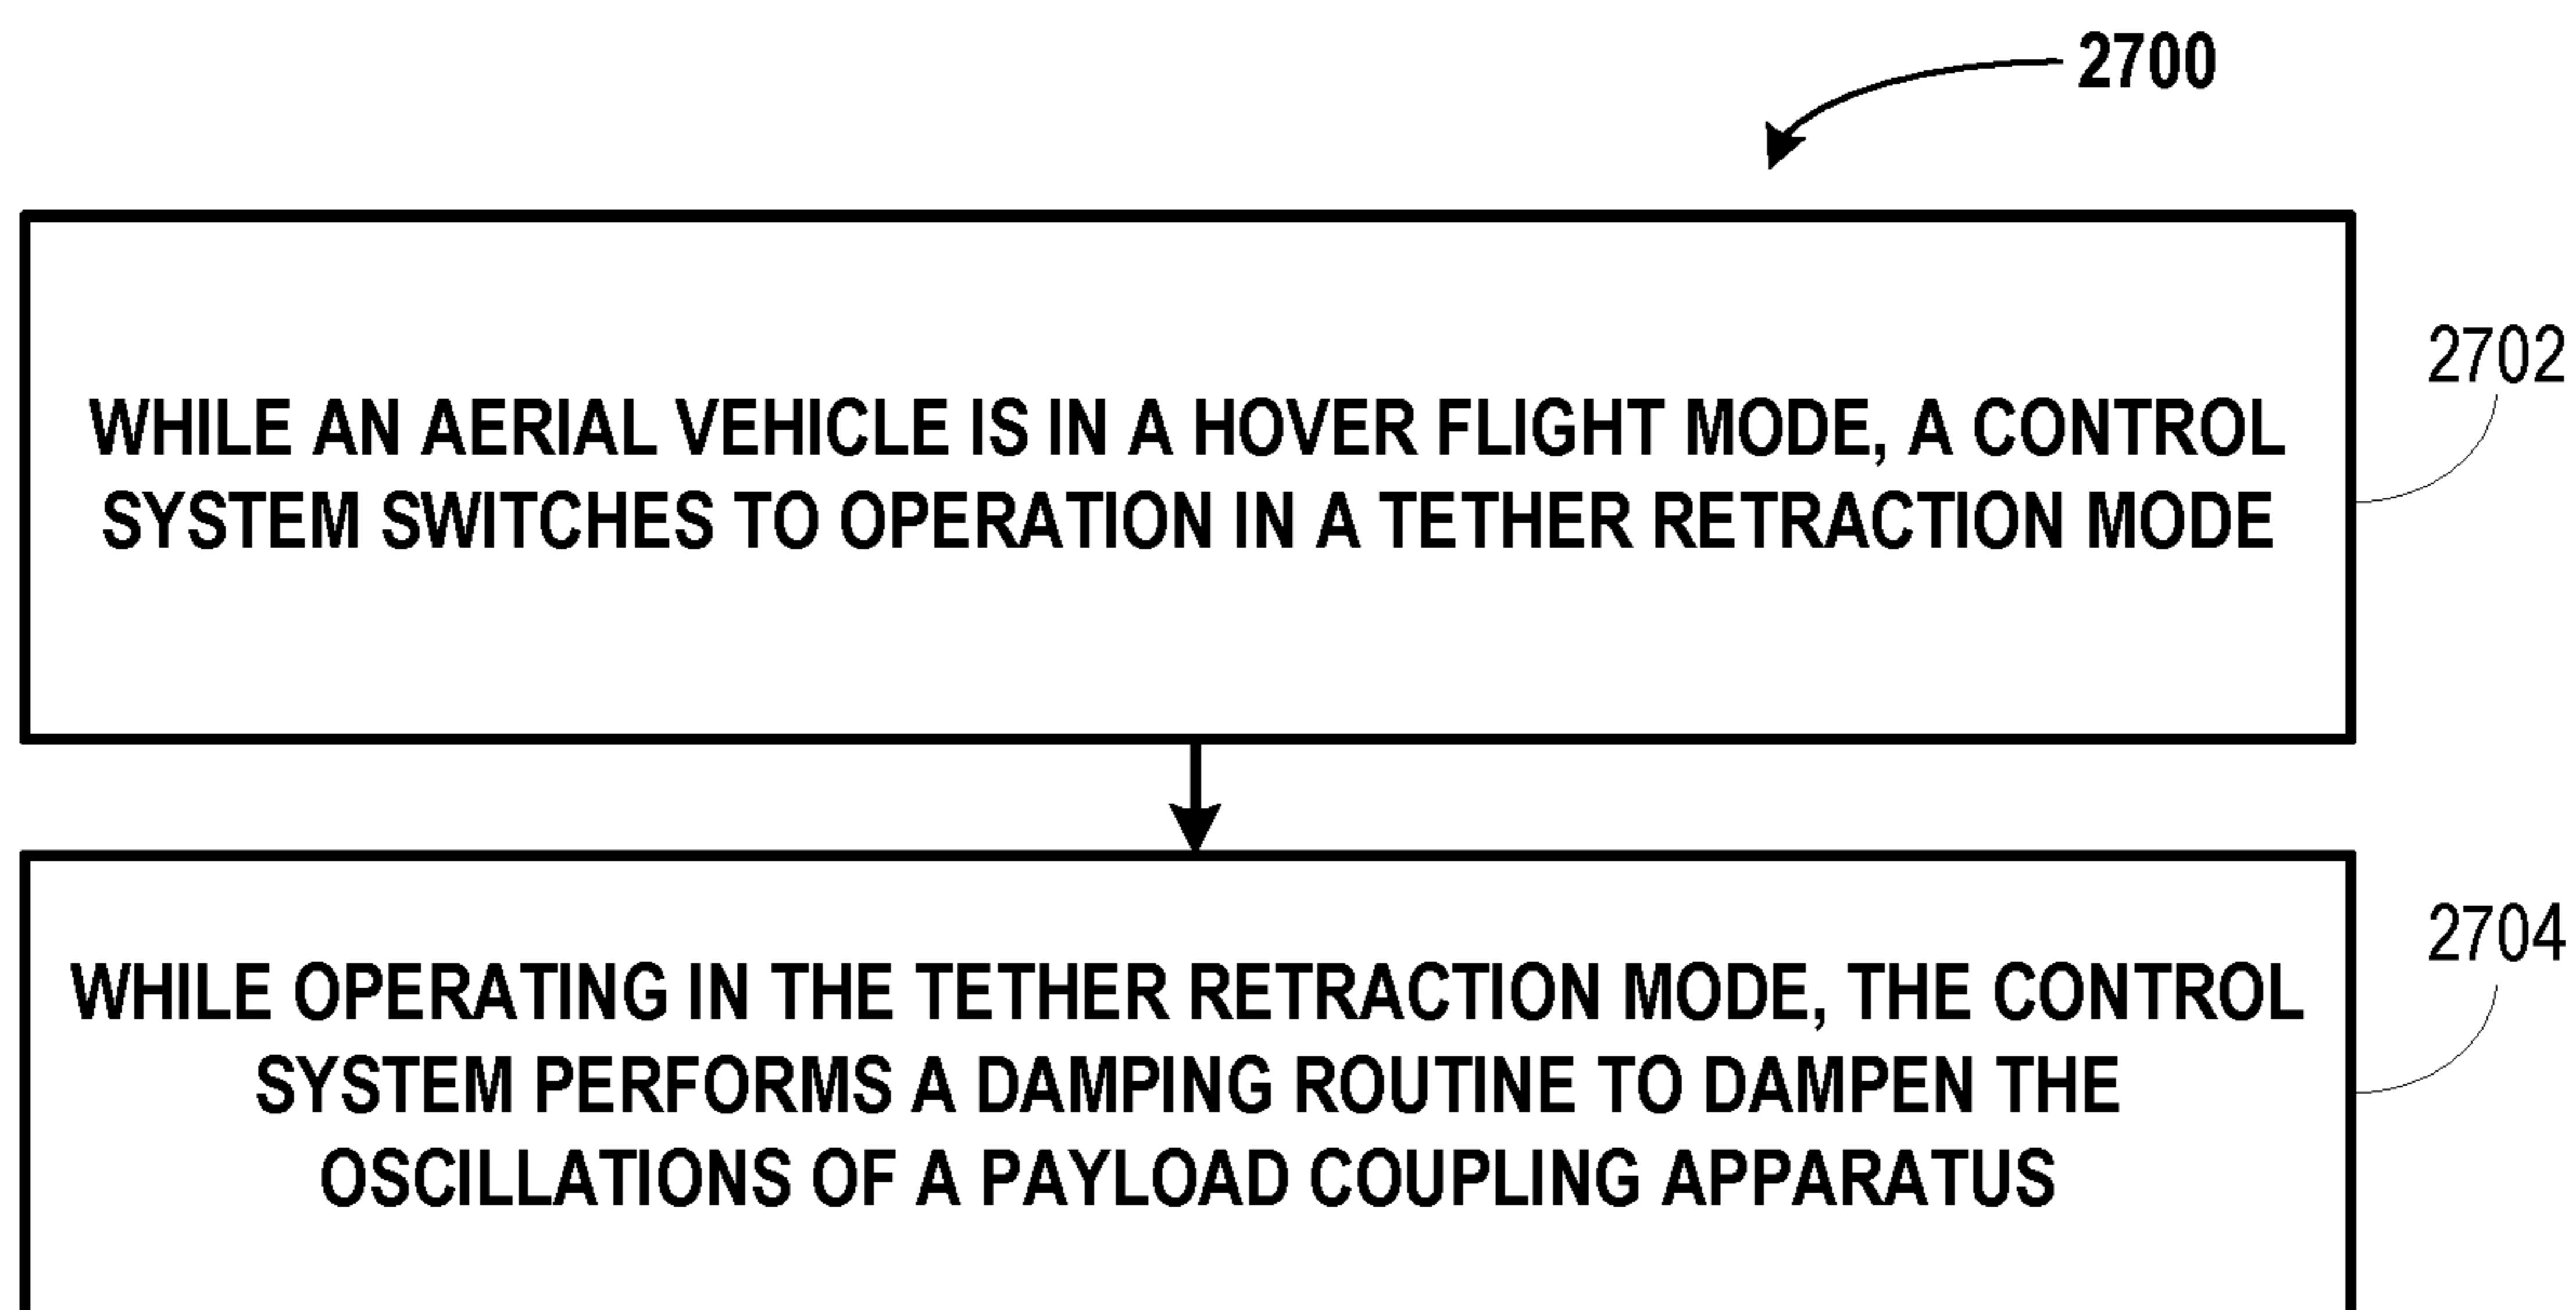 2700
WHILE AN AERIAL VEHICLE IS IN A HOVER FLIGHT MODE, A CONTROL
SYSTEM SWITCHES TO OPERATION IN A TETHER RETRACTION MODE
2702
WHILE OPERATING IN THE TETHER RETRACTION MODE, THE CONTROL
SYSTEM PERFORMS A DAMPING ROUTINE TO DAMPEN THE
OSCILLATIONS OF A PAYLOAD COUPLING APPARATUS
2704